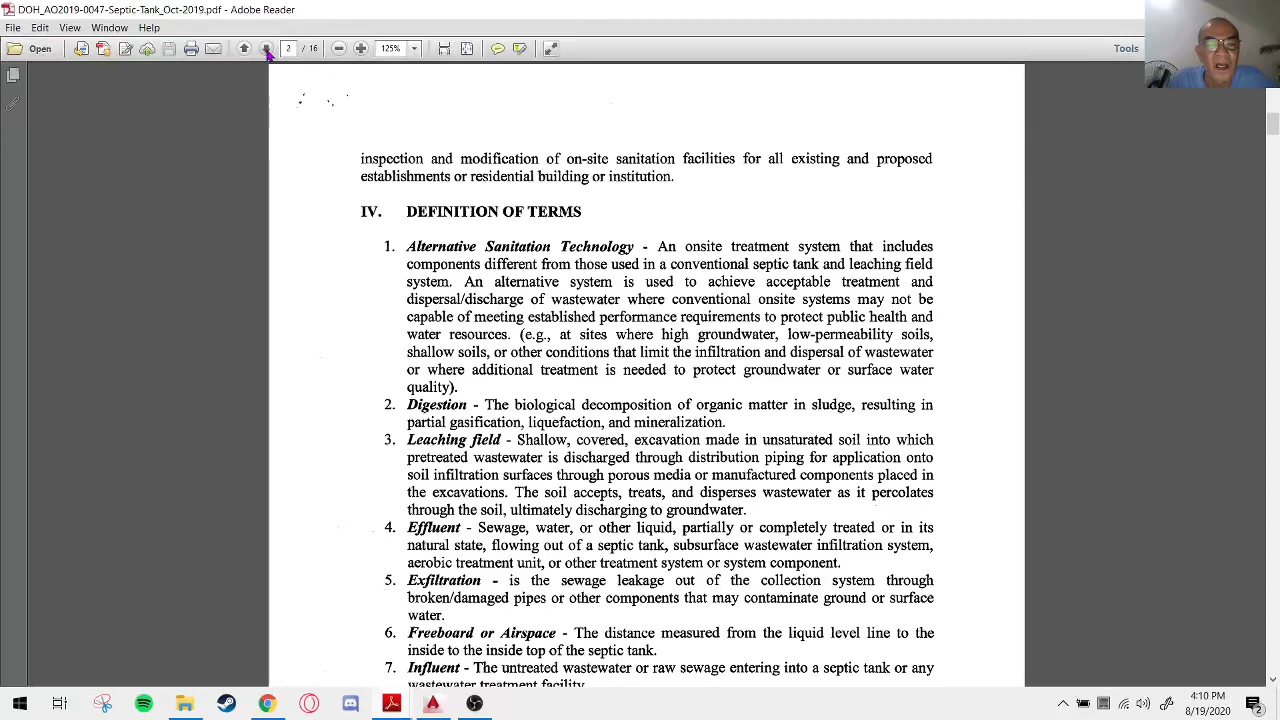 DOH_AO2019-0047-Septic-Tank_Oct-2019.pdf - Adobe Reader
File Edit View Window Help
Open 2 / 16 125% Tools
inspection and modification of on-site sanitation facilities for all existing and proposed
establishments or residential building or institution.
IV. DEFINITION OF TERMS
1. Alternative Sanitation Technology - An onsite treatment system that includes
components different from those used in a conventional septic tank and leaching field
system. An alternative system is used to achieve acceptable treatment and
dispersal/discharge of wastewater where conventional onsite systems may not be
capable of meeting established performance requirements to protect public health and
water resources. (e.g., at sites where high groundwater, low-permeability soils,
shallow soils, or other conditions that limit the infiltration and dispersal of wastewater
or where additional treatment is needed to protect groundwater or surface water
quality).
2. Digestion - The biological decomposition of organic matter in sludge, resulting in
partial gasification, liquefaction, and mineralization.
3. Leaching field - Shallow, covered, excavation made in unsaturated soil into which
pretreated wastewater is discharged through distribution piping for application onto
soil infiltration surfaces through porous media or manufactured components placed in
the excavations. The soil accepts, treats, and disperses wastewater as it percolates
through the soil, ultimately discharging to groundwater.
4. Effluent - Sewage, water, or other liquid, partially or completely treated or in its
natural state, flowing out of a septic tank, subsurface wastewater infiltration system,
aerobic treatment unit, or other treatment system or system component.
5. Exfiltration - is the sewage leakage out of the collection system through
broken/damaged pipes or other components that may contaminate ground or surface
water.
6. Freeboard or Airspace - The distance measured from the liquid level line to the
inside to the inside top of the septic tank.
7. Influent - The untreated wastewater or raw sewage entering into a septic tank or any
wastewater treatment facility.
4:10 PM
8/19/2020
2